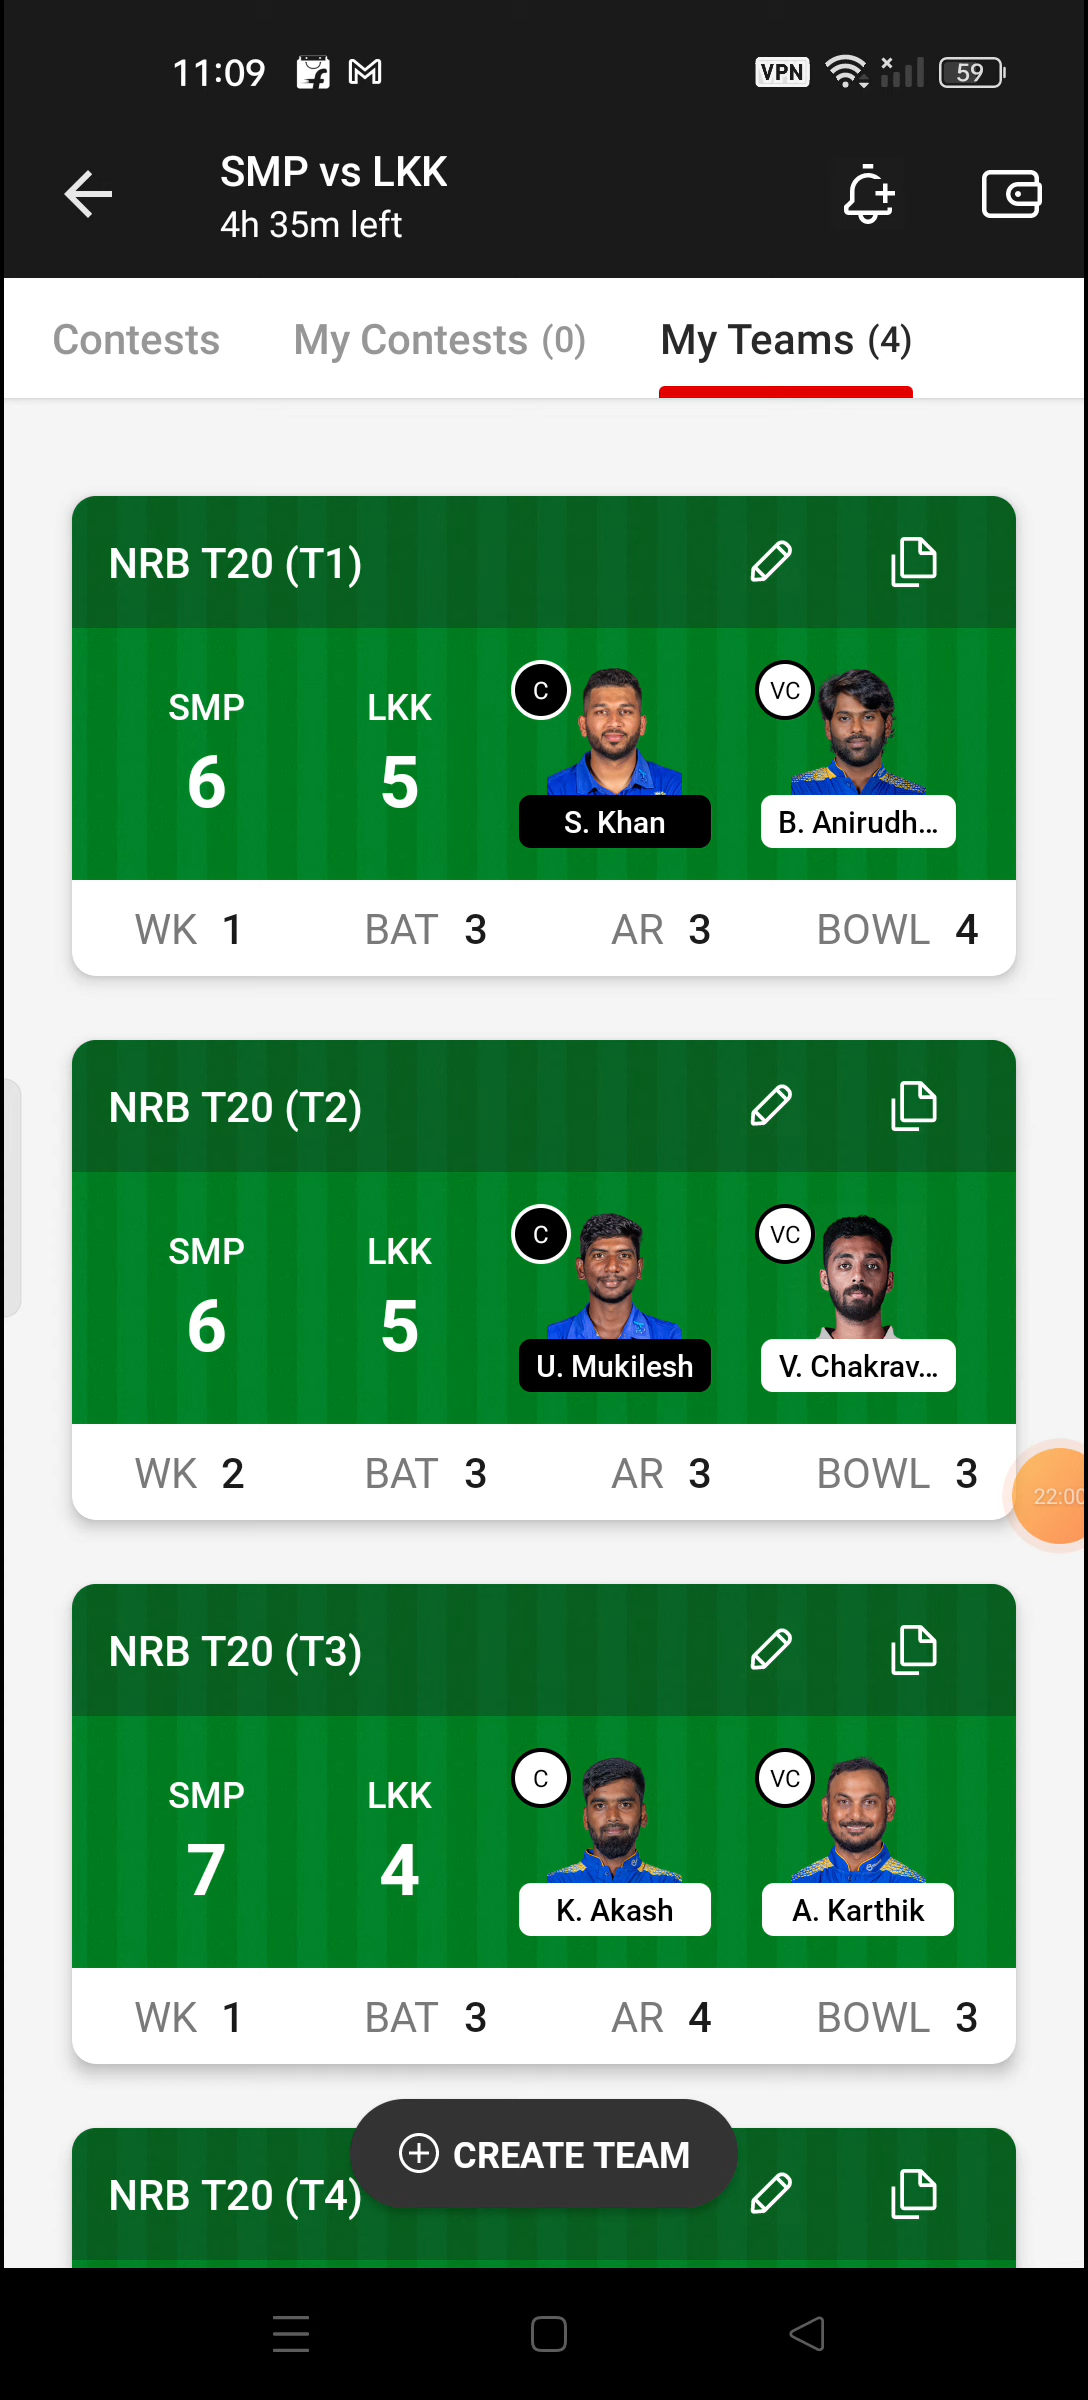 11:09
VPN
59
SMP vs LKK
4h 35m left
Contests
My Contests (0)
My Teams (4)
NRB T20 (T1)
SMP
LKK
C
VC
6
5
S. Khan
B. Anirudh...
WK 1
BAT 3
AR 3
BOWL 4
NRB T20 (T2)
SMP
LKK
C
VC
6
5
U. Mukilesh
V. Chakrav...
WK 2
BAT 3
AR 3
BOWL 3
22:00
NRB T20 (T3)
SMP
LKK
C
VC
7
4
K. Akash
A. Karthik
WK 1
BAT 3
AR 4
BOWL 3
CREATE TEAM
NRB T20 (T4)